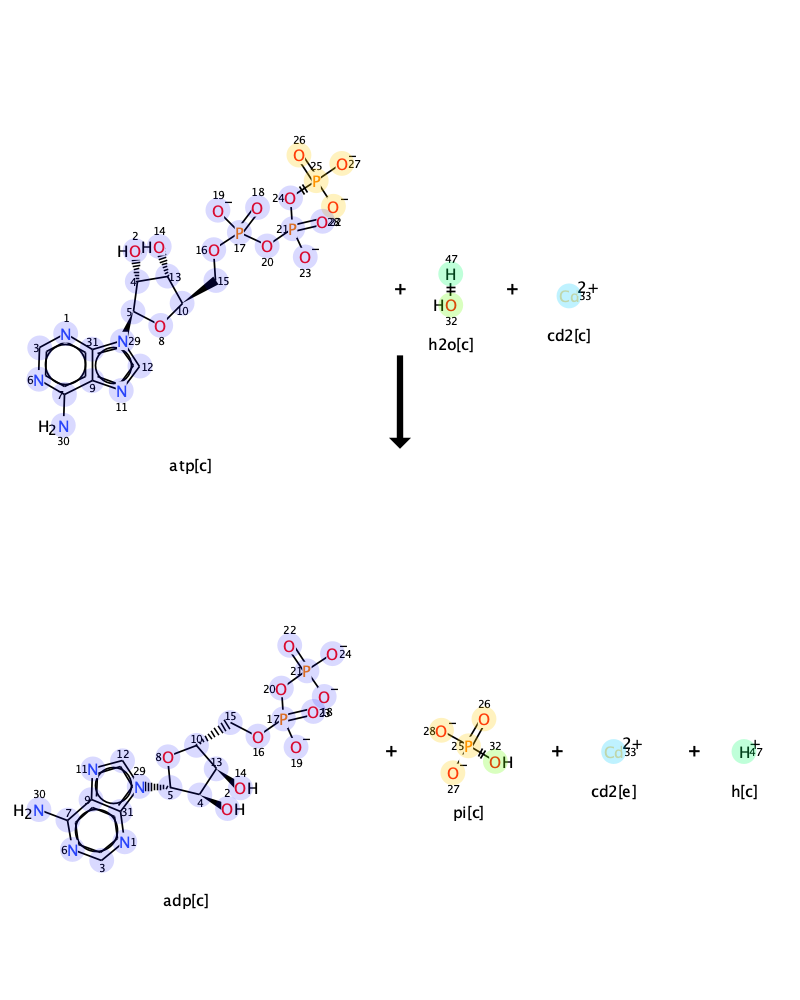 26
25
O
O⁻ 27
P
19 18 24 O O⁻
O⁻ O 21 P O 22
2 14 P O 28
HO HO 16 O 17 O O⁻
4 13 15 20 23
5 10
O
1 8
31 N 29
3 N 12
6 N 9 N
7 11
H₂N
30
atp[c]
+
47
H
HO
32
h2o[c]
+
Cd 2+ 33
cd2[c]
22
O O⁻ 24
21 P
20 O O⁻
15 17 P O 23 18
10 O O⁻
8 O 16 19
12 13
11 N 29 14
30 N 5 4 2 OH
H₂N 7 9 31 OH
6 N N 1
3
adp[c]
+
26
28 O⁻ O
25 P 32
O⁻ OH
27
pi[c]
+
Cd 2+ 33
cd2[e]
+
H + 47
h[c]